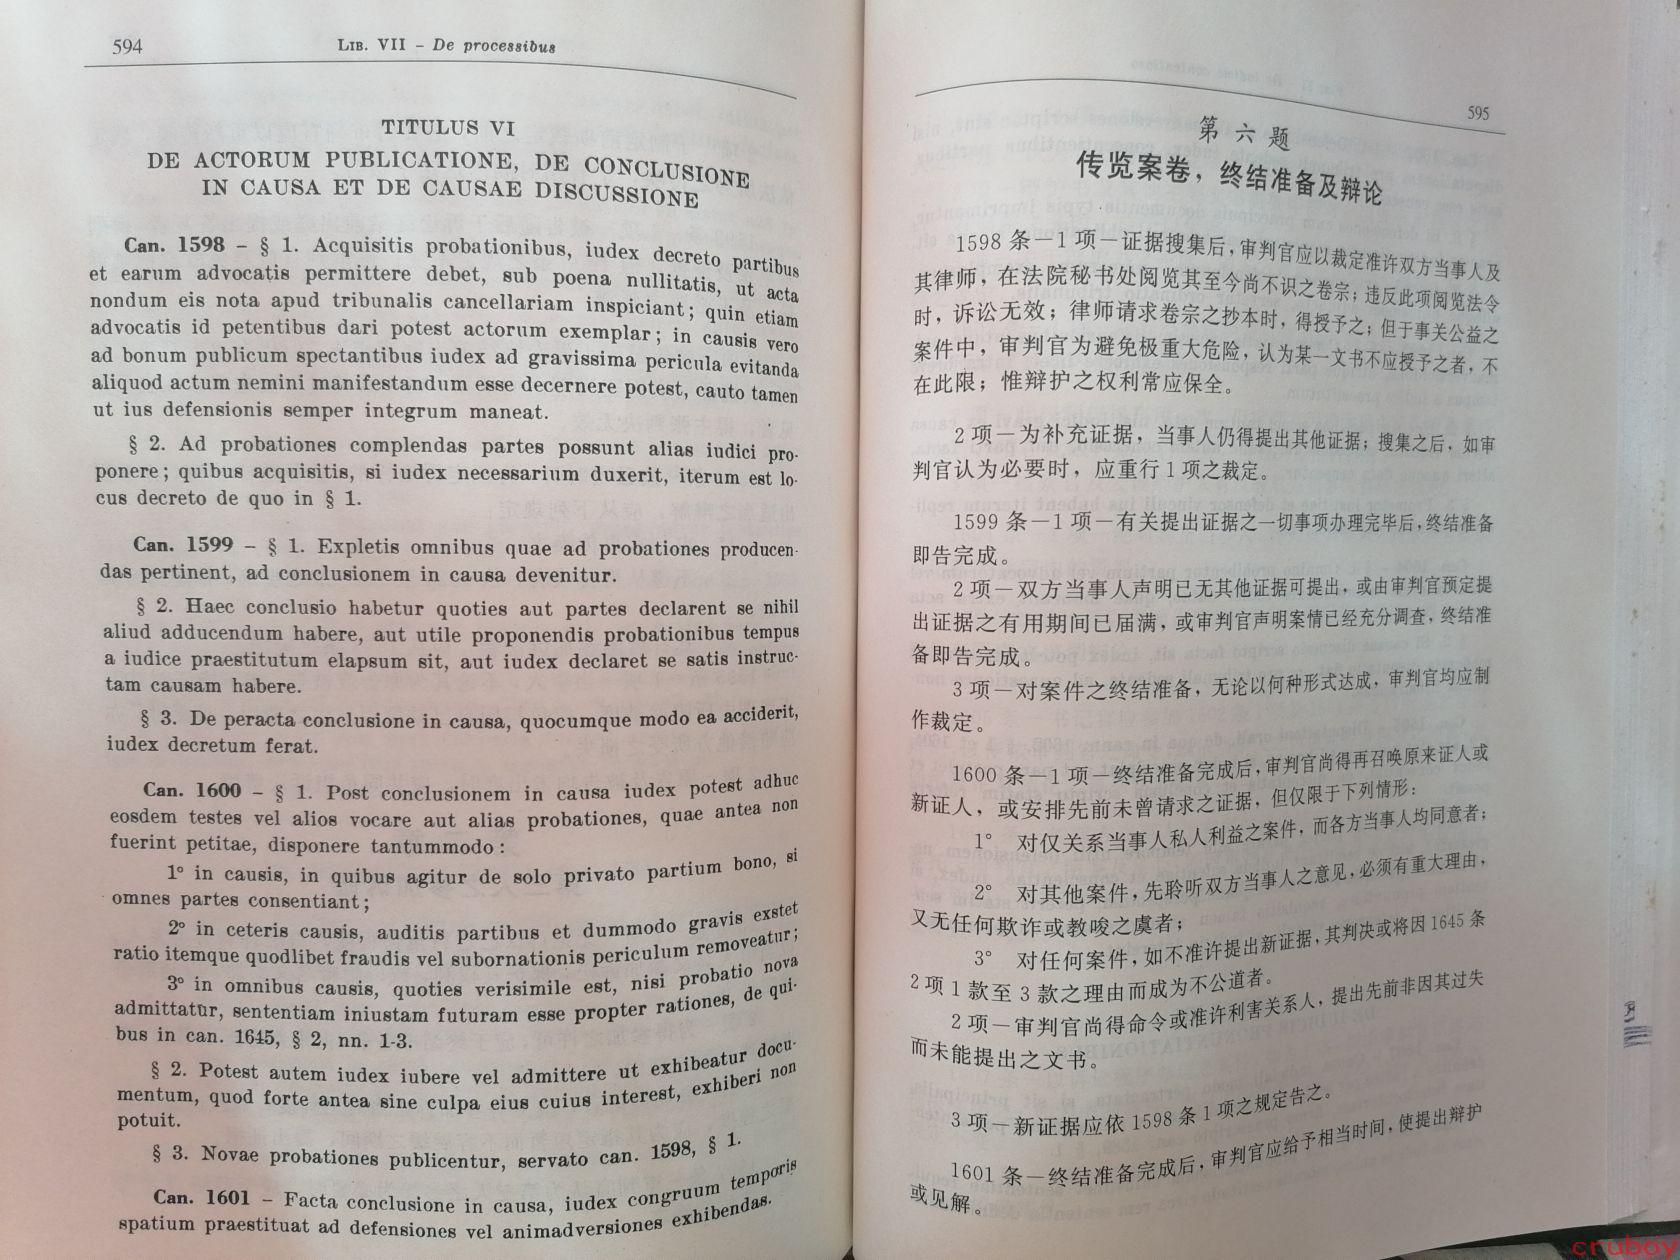 594
LIB. VII – De processibus
TITULUS VI
DE ACTORUM PUBLICATIONE, DE CONCLUSIONE
IN CAUSA ET DE CAUSAE DISCUSSIONE
Can. 1598 – § 1. Acquisitis probationibus, iudex decreto partibus
et earum advocatis permittere debet, sub poena nullitatis, ut acta
nondum eis nota apud tribunalis cancellariam inspiciant; quin etiam
advocatis id petentibus dari potest actorum exemplar; in causis vero
ad bonum publicum spectantibus iudex ad gravissima pericula evitanda
aliquod actum nemini manifestandum esse decernere potest, cauto tamen
ut ius defensionis semper integrum maneat.
§ 2. Ad probationes complendas partes possunt alias iudici pro-
ponere; quibus acquisitis, si iudex necessarium duxerit, iterum est lo-
cus decreto de quo in § 1.
Can. 1599 – § 1. Expletis omnibus quae ad probationes producen-
das pertinent, ad conclusionem in causa devenitur.
§ 2. Haec conclusio habetur quoties aut partes declarent se nihil
aliud adducendum habere, aut utile proponendis probationibus tempus
a iudice praestitutum elapsum sit, aut iudex declaret se satis instruc-
tam causam habere.
§ 3. De peracta conclusione in causa, quocumque modo ea acciderit,
iudex decretum ferat.
Can. 1600 – § 1. Post conclusionem in causa iudex potest adhuc
eosdem testes vel alios vocare aut alias probationes, quae antea non
fuerint petitae, disponere tantummodo:
1° in causis, in quibus agitur de solo privato partium bono, si
omnes partes consentiant;
2° in ceteris causis, auditis partibus et dummodo gravis exstet
ratio itemque quodlibet fraudis vel subornationis periculum removeatur;
3° in omnibus causis, quoties verisimile est, nisi probatio nova
admittatur, sententiam iniustam futuram esse propter rationes, de qui-
bus in can. 1645, § 2, nn. 1-3.
§ 2. Potest autem iudex iubere vel admittere ut exhibeatur docu-
mentum, quod forte antea sine culpa eius cuius interest, exhiberi non
potuit.
§ 3. Novae probationes publicentur, servato can. 1598, § 1.
Can. 1601 – Facta conclusione in causa, iudex congruum temporis
spatium praestituat ad defensiones vel animadversiones exhibendas.
595
第六题
传览案卷，终结准备及辩论
1598 条－1 项－证据搜集后，审判官应以裁定准许双方当事人及
其律师，在法院秘书处阅览其至今尚不识之卷宗；违反此项阅览法令
时，诉讼无效；律师请求卷宗之抄本时，得授予之；但于事关公益之
案件中，审判官为避免极重大危险，认为某一文书不应授予之者，不
在此限；惟辩护之权利常应保全。
2 项－为补充证据，当事人仍得提出其他证据；搜集之后，如审
判官认为必要时，应重行 1 项之裁定。
1599 条－1 项－有关提出证据之一切事项办理完毕后，终结准备
即告完成。
2 项－双方当事人声明已无其他证据可提出，或由审判官预定提
出证据之有用期间已届满，或审判官声明案情已经充分调查，终结准
备即告完成。
3 项－对案件之终结准备，无论以何种形式达成，审判官均应制
作裁定。
1600 条－1 项－终结准备完成后，审判官尚得再召唤原来证人或
新证人，或安排先前未曾请求之证据，但仅限于下列情形：
1° 对仅关系当事人私人利益之案件，而各方当事人均同意者；
2° 对其他案件，先聆听双方当事人之意见，必须有重大理由，
又无任何欺诈或教唆之虞者；
3° 对任何案件，如不准许提出新证据，其判决或将因 1645 条
2 项 1 款至 3 款之理由而成为不公道者。
2 项－审判官尚得命令或准许利害关系人，提出先前非因其过失
而未能提出之文书。
3 项－新证据应依 1598 条 1 项之规定告之。
1601 条－终结准备完成后，审判官应给予相当时间，使提出辩护
或见解。
cruboy